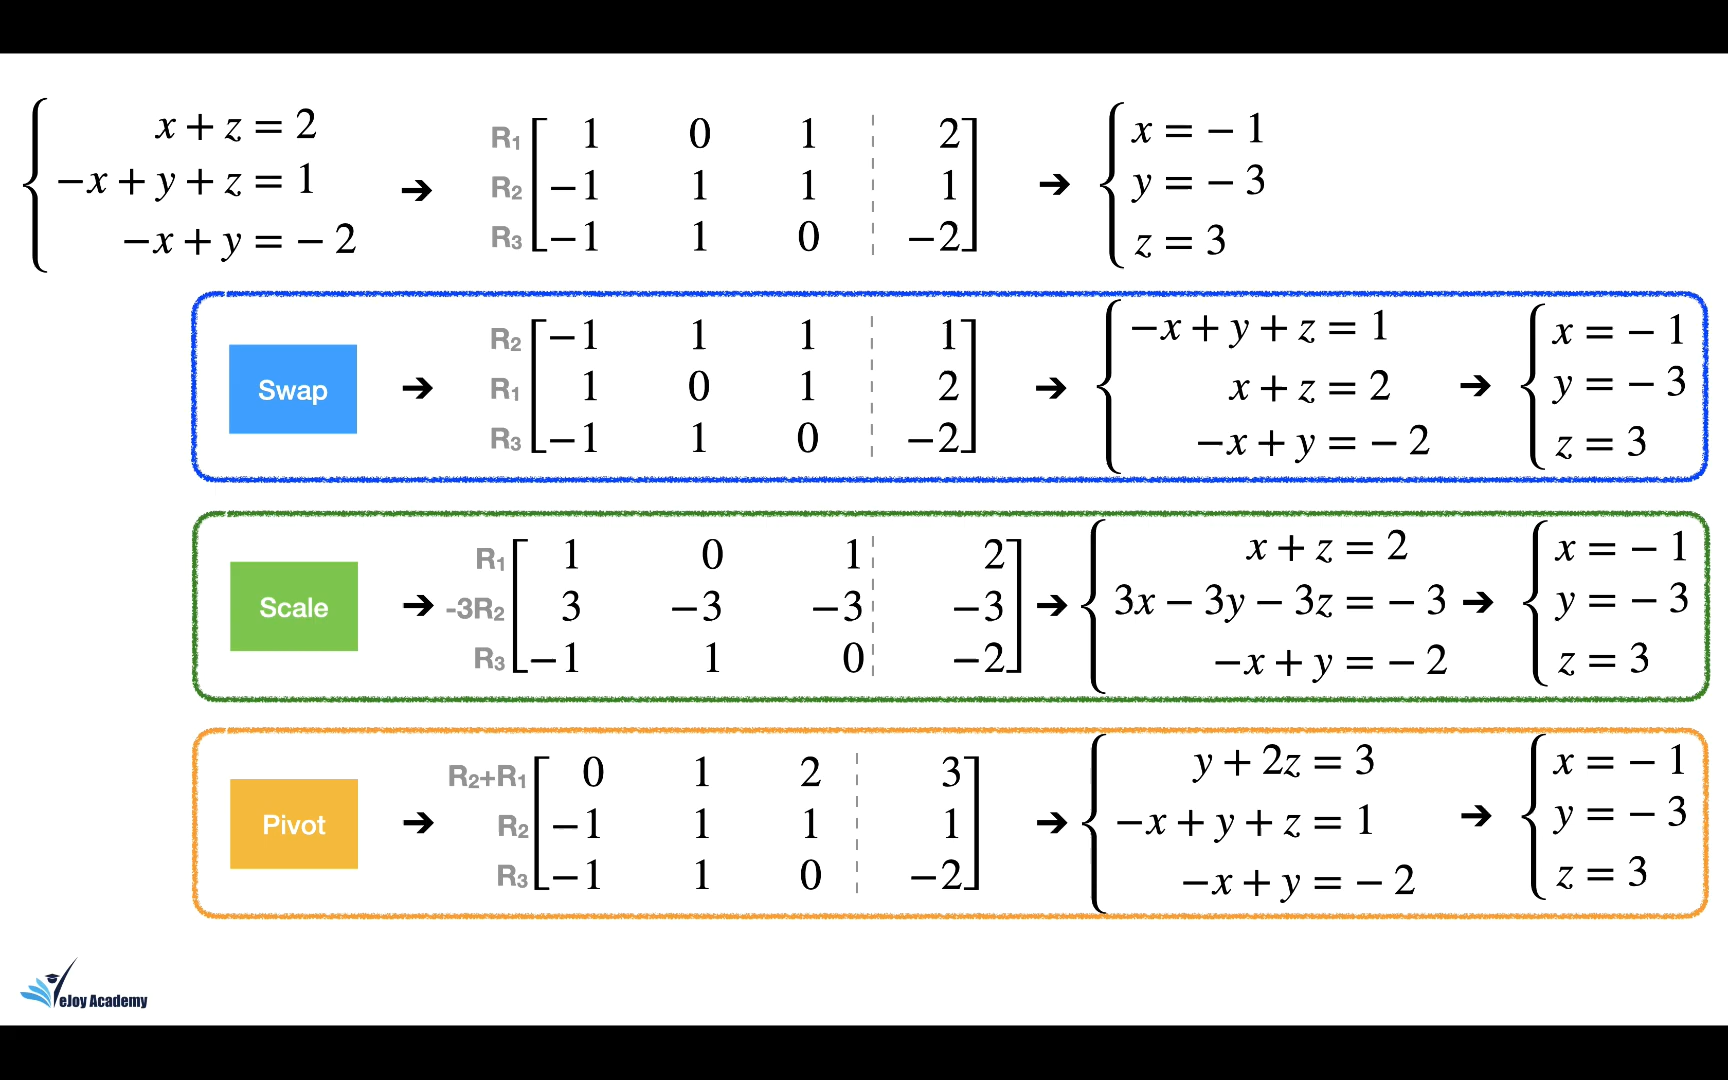 x + z = 2
−x + y + z = 1
−x + y = − 2
➔
R1 [ 1 0 1 | 2 ]
R2 [ −1 1 1 | 1 ]
R3 [ −1 1 0 | −2 ]
➔
x = − 1
y = − 3
z = 3
Swap
➔
R2 [ −1 1 1 | 1 ]
R1 [ 1 0 1 | 2 ]
R3 [ −1 1 0 | −2 ]
➔
−x + y + z = 1
x + z = 2
−x + y = − 2
➔
x = − 1
y = − 3
z = 3
Scale
➔
R1 [ 1 0 1 | 2 ]
-3R2 [ 3 −3 −3 | −3 ]
R3 [ −1 1 0 | −2 ]
➔
x + z = 2
3x − 3y − 3z = − 3
−x + y = − 2
➔
x = − 1
y = − 3
z = 3
Pivot
➔
R2+R1 [ 0 1 2 | 3 ]
R2 [ −1 1 1 | 1 ]
R3 [ −1 1 0 | −2 ]
➔
y + 2z = 3
−x + y + z = 1
−x + y = − 2
➔
x = − 1
y = − 3
z = 3
eJoy Academy